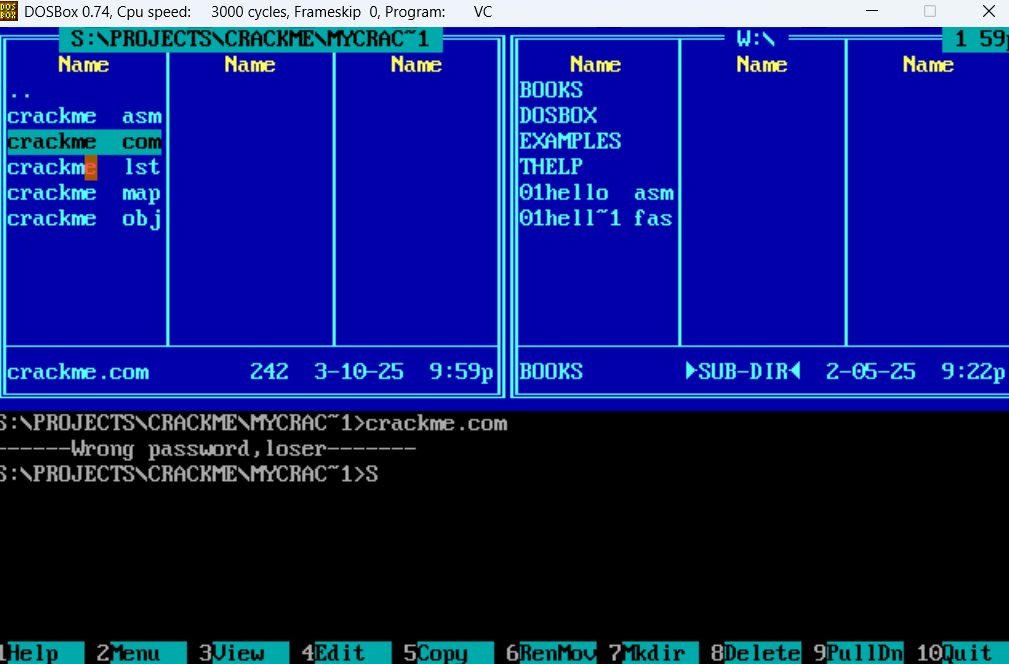 DOSBox 0.74, Cpu speed: 3000 cycles, Frameskip 0, Program: VC
S:\PROJECTS\CRACKME\MYCRAC~1 W:\ 1 59
Name Name Name Name Name Name
.. BOOKS
crackme asm DOSBOX
crackme com EXAMPLES
crackme lst THELP
crackme map 01hello asm
crackme obj 01hell~1 fas
crackme.com 242 3-10-25 9:59p BOOKS ►SUB-DIR◄ 2-05-25 9:22p
S:\PROJECTS\CRACKME\MYCRAC~1>crackme.com
------Wrong password,loser-------
S:\PROJECTS\CRACKME\MYCRAC~1>S
1Help 2Menu 3View 4Edit 5Copy 6RenMov 7Mkdir 8Delete 9PullDn 10Quit